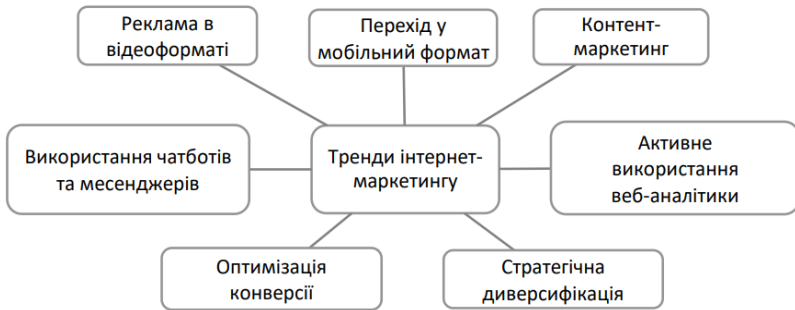 Реклама в
відеоформаті
Перехід у
мобільний формат
Контент-
маркетинг
Використання чатботів
та месенджерів
Тренди інтернет-
маркетингу
Активне
використання
веб-аналітики
Оптимізація
конверсії
Стратегічна
диверсифікація